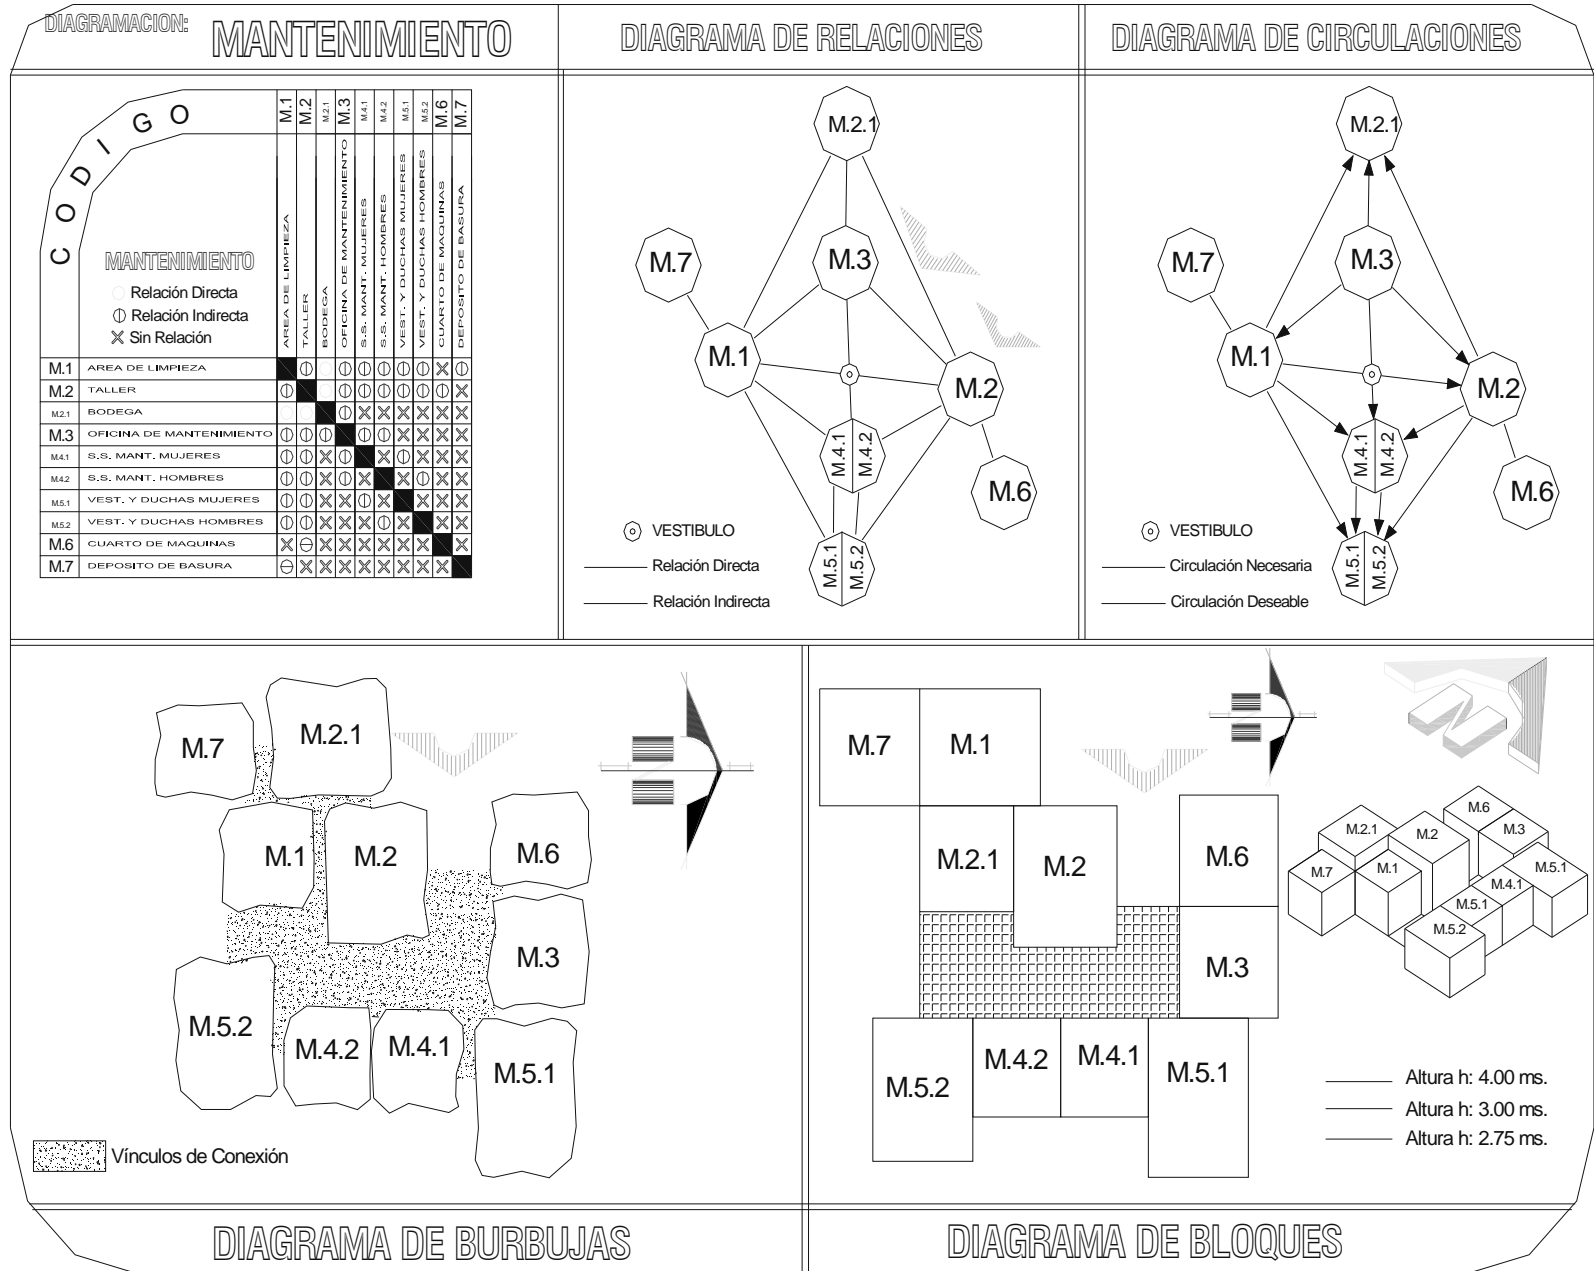 DIAGRAMACION:
MANTENIMIENTO
DIAGRAMA DE RELACIONES
DIAGRAMA DE CIRCULACIONES
CODIGO
M.1 M.2 M.2.1 M.3 M.4.1 M.4.2 M.5.1 M.5.2 M.6 M.7
AREA DE LIMPIEZA
TALLER
BODEGA
OFICINA DE MANTENIMIENTO
S.S. MANT. MUJERES
S.S. MANT. HOMBRES
VEST. Y DUCHAS MUJERES
VEST. Y DUCHAS HOMBRES
CUARTO DE MAQUINAS
DEPOSITO DE BASURA
MANTENIMIENTO
Relación Directa
Relación Indirecta
Sin Relación
M.1 AREA DE LIMPIEZA
M.2 TALLER
M.2.1 BODEGA
M.3 OFICINA DE MANTENIMIENTO
M.4.1 S.S. MANT. MUJERES
M.4.2 S.S. MANT. HOMBRES
M.5.1 VEST. Y DUCHAS MUJERES
M.5.2 VEST. Y DUCHAS HOMBRES
M.6 CUARTO DE MAQUINAS
M.7 DEPOSITO DE BASURA
M.2.1
M.7
M.3
M.1
M.2
M.4.1
M.4.2
M.6
M.5.1
M.5.2
VESTIBULO
Relación Directa
Relación Indirecta
M.2.1
M.7
M.3
M.1
M.2
M.4.1
M.4.2
M.6
M.5.1
M.5.2
VESTIBULO
Circulación Necesaria
Circulación Deseable
M.7
M.2.1
M.1
M.2
M.6
M.3
M.5.2
M.4.2
M.4.1
M.5.1
Vínculos de Conexión
DIAGRAMA DE BURBUJAS
M.7
M.1
M.2.1
M.2
M.6
M.3
M.5.2
M.4.2
M.4.1
M.5.1
M.6
M.2.1
M.2
M.3
M.7
M.1
M.5.1
M.4.1
M.5.1
M.5.2
Altura h: 4.00 ms.
Altura h: 3.00 ms.
Altura h: 2.75 ms.
DIAGRAMA DE BLOQUES